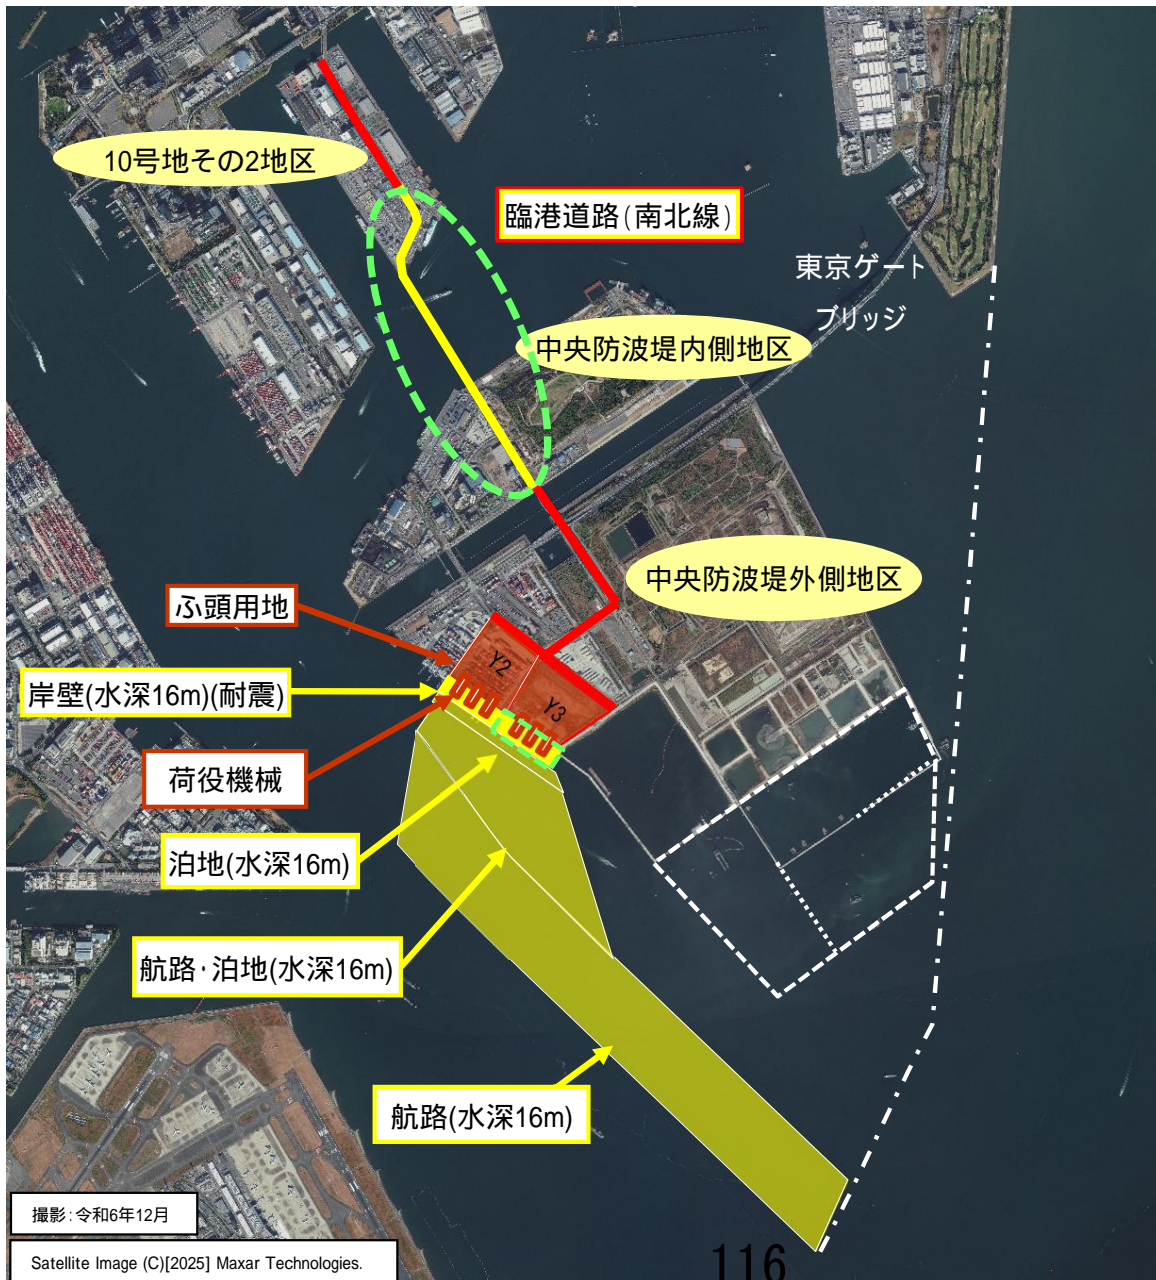 10号地その2地区
臨港道路(南北線)
東京ゲート
ブリッジ
中央防波堤内側地区
中央防波堤外側地区
ふ頭用地
Y2
岸壁(水深16m)(耐震)
Y3
荷役機械
泊地(水深16m)
航路・泊地(水深16m)
航路(水深16m)
撮影:令和6年12月
Satellite Image (C)[2025] Maxar Technologies.
116